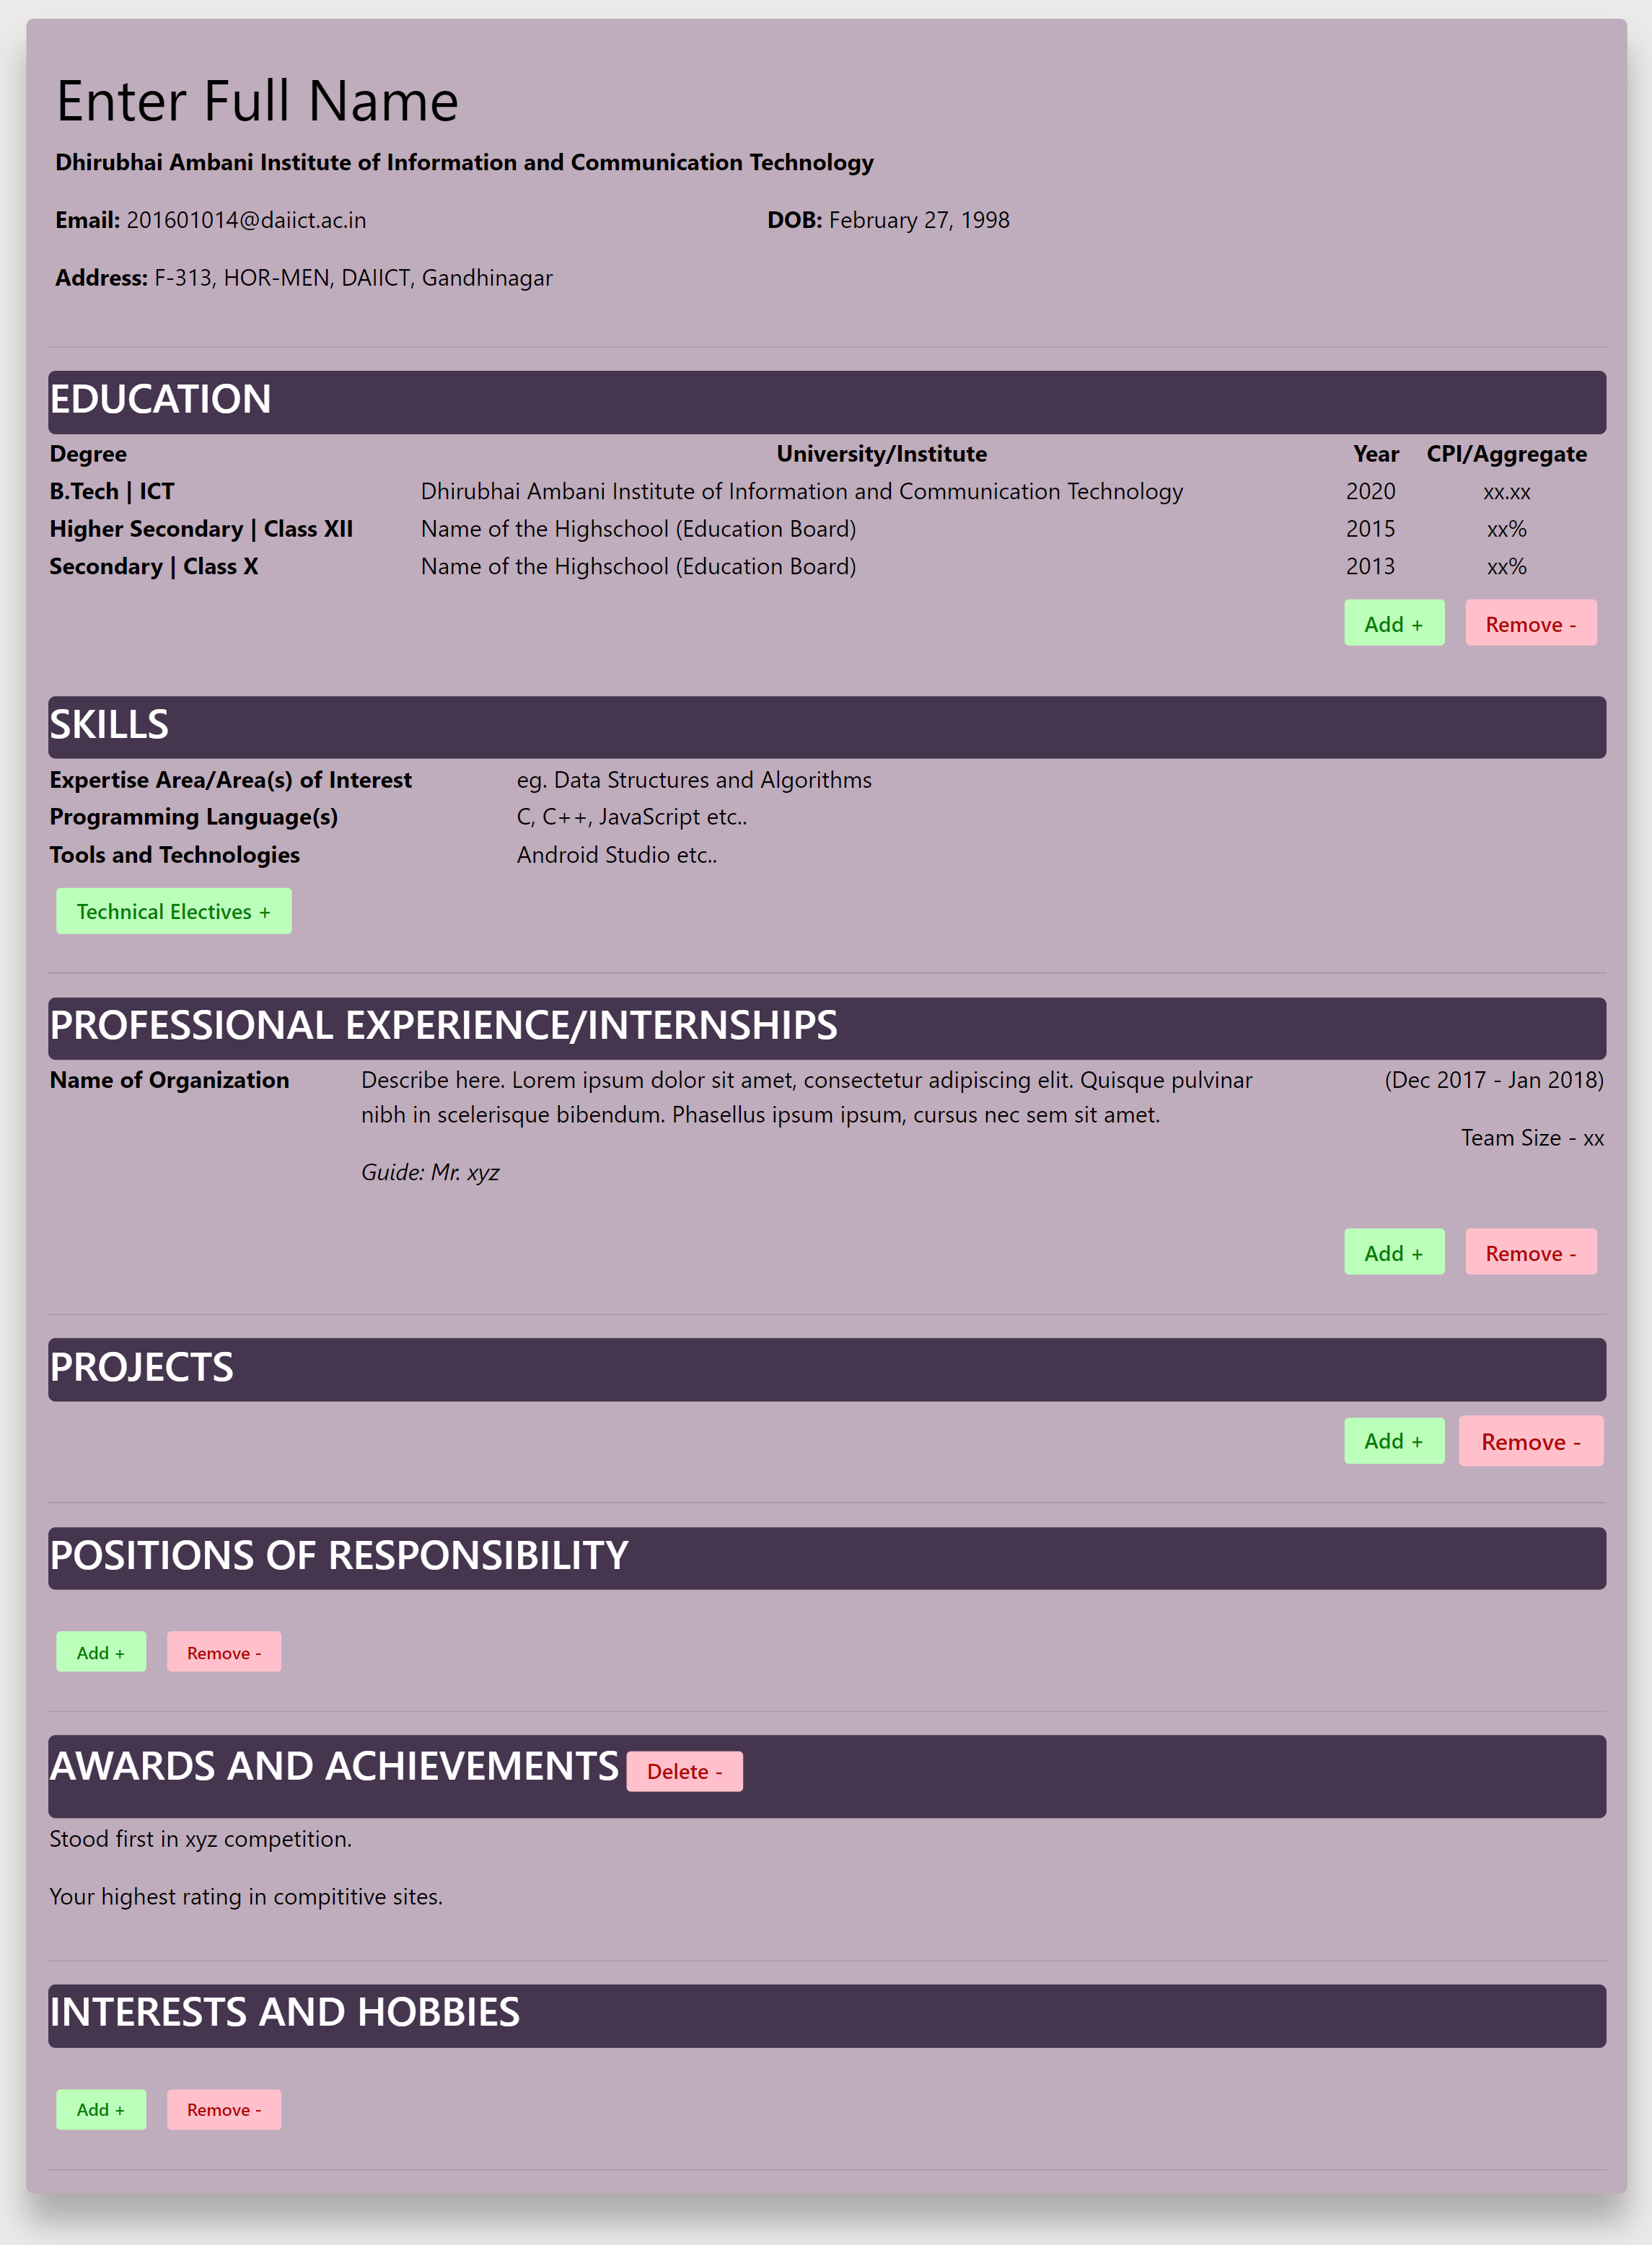 Enter Full Name
Dhirubhai Ambani Institute of Information and Communication Technology
Email: 201601014@daiict.ac.in DOB: February 27, 1998
Address: F-313, HOR-MEN, DAIICT, Gandhinagar
EDUCATION
Degree University/Institute Year CPI/Aggregate
B.Tech | ICT Dhirubhai Ambani Institute of Information and Communication Technology 2020 xx.xx
Higher Secondary | Class XII Name of the Highschool (Education Board) 2015 xx%
Secondary | Class X Name of the Highschool (Education Board) 2013 xx%
Add + Remove -
SKILLS
Expertise Area/Area(s) of Interest eg. Data Structures and Algorithms
Programming Language(s) C, C++, JavaScript etc..
Tools and Technologies Android Studio etc..
Technical Electives +
PROFESSIONAL EXPERIENCE/INTERNSHIPS
Name of Organization Describe here. Lorem ipsum dolor sit amet, consectetur adipiscing elit. Quisque pulvinar (Dec 2017 - Jan 2018)
nibh in scelerisque bibendum. Phasellus ipsum ipsum, cursus nec sem sit amet.
Team Size - xx
Guide: Mr. xyz
Add + Remove -
PROJECTS
Add + Remove -
POSITIONS OF RESPONSIBILITY
Add + Remove -
AWARDS AND ACHIEVEMENTS Delete -
Stood first in xyz competition.
Your highest rating in compititive sites.
INTERESTS AND HOBBIES
Add + Remove -